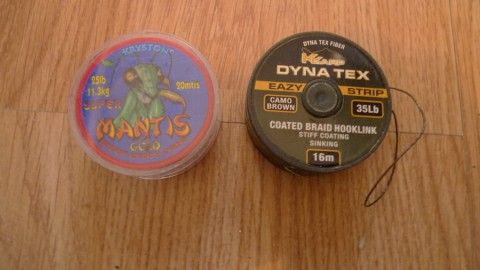 KRYSTON
25lb
11.3kg
20mtrs
SUPER
MANTIS
GOLD
DYNA TEX FIBER
K KARP
DYNA TEX
EAZY STRIP
CAMO
BROWN
35Lb
COATED BRAID HOOKLINK
STIFF COATING
SINKING
16m